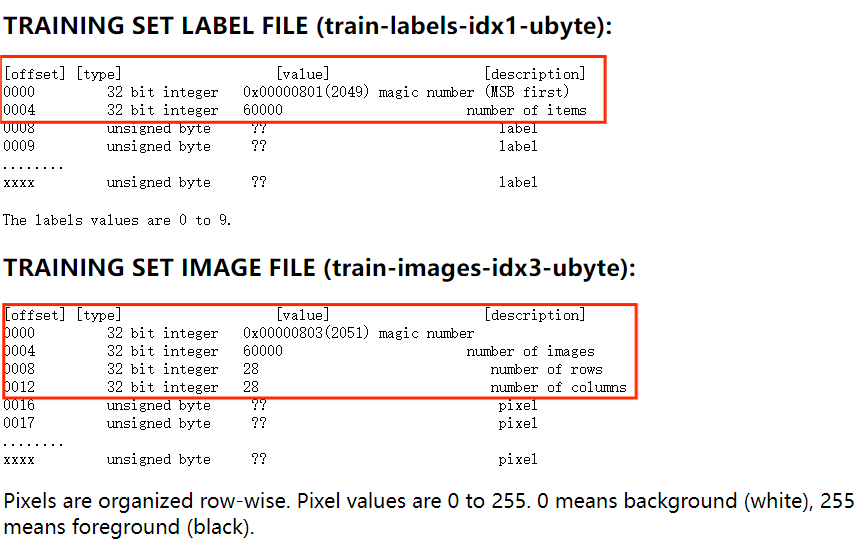 TRAINING SET LABEL FILE (train-labels-idx1-ubyte):
[offset] [type] [value] [description]
0000 32 bit integer 0x00000801(2049) magic number (MSB first)
0004 32 bit integer 60000 number of items
0008 unsigned byte ?? label
0009 unsigned byte ?? label
........
xxxx unsigned byte ?? label
The labels values are 0 to 9.
TRAINING SET IMAGE FILE (train-images-idx3-ubyte):
[offset] [type] [value] [description]
0000 32 bit integer 0x00000803(2051) magic number
0004 32 bit integer 60000 number of images
0008 32 bit integer 28 number of rows
0012 32 bit integer 28 number of columns
0016 unsigned byte ?? pixel
0017 unsigned byte ?? pixel
........
xxxx unsigned byte ?? pixel
Pixels are organized row-wise. Pixel values are 0 to 255. 0 means background (white), 255
means foreground (black).